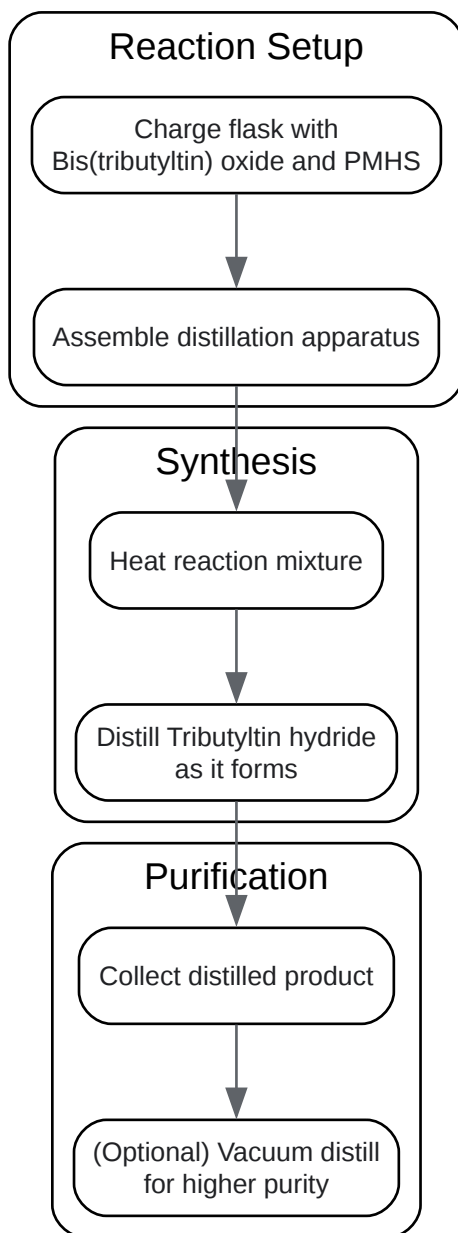 Reaction Setup
Charge flask with
Bis(tributyltin) oxide and PMHS
Assemble distillation apparatus
Synthesis
Heat reaction mixture
Distill Tributyltin hydride
as it forms
Purification
Collect distilled product
(Optional) Vacuum distill
for higher purity